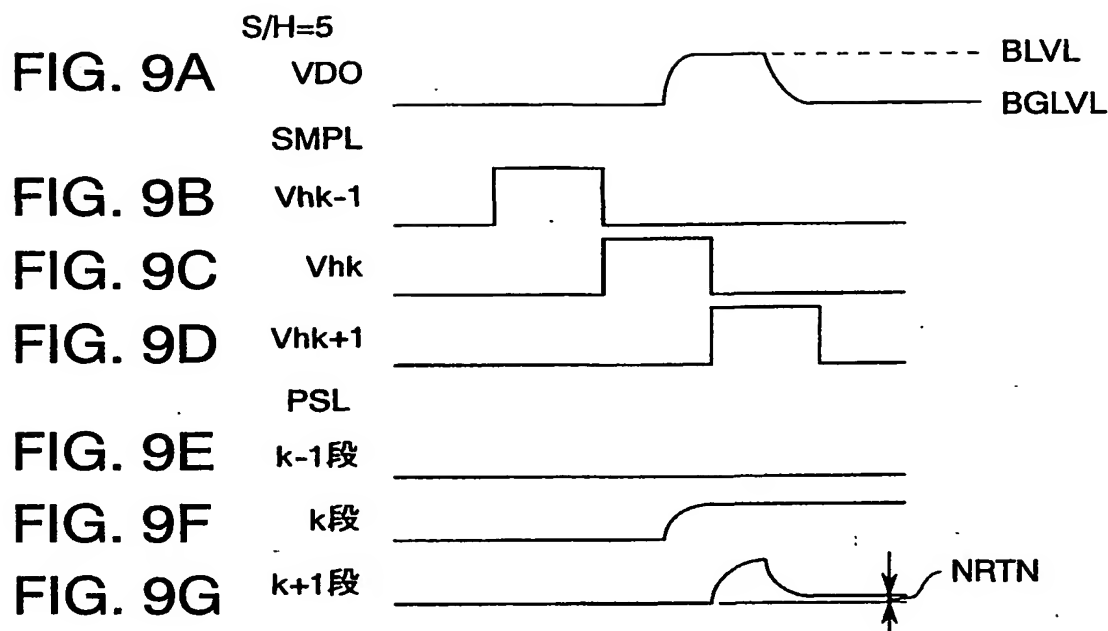 S/H=5
FIG. 9A VDO BLVL
BGLVL
SMPL
FIG. 9B Vhk-1
FIG. 9C Vhk
FIG. 9D Vhk+1
PSL
FIG. 9E k-1段
FIG. 9F k段
FIG. 9G k+1段 NRTN